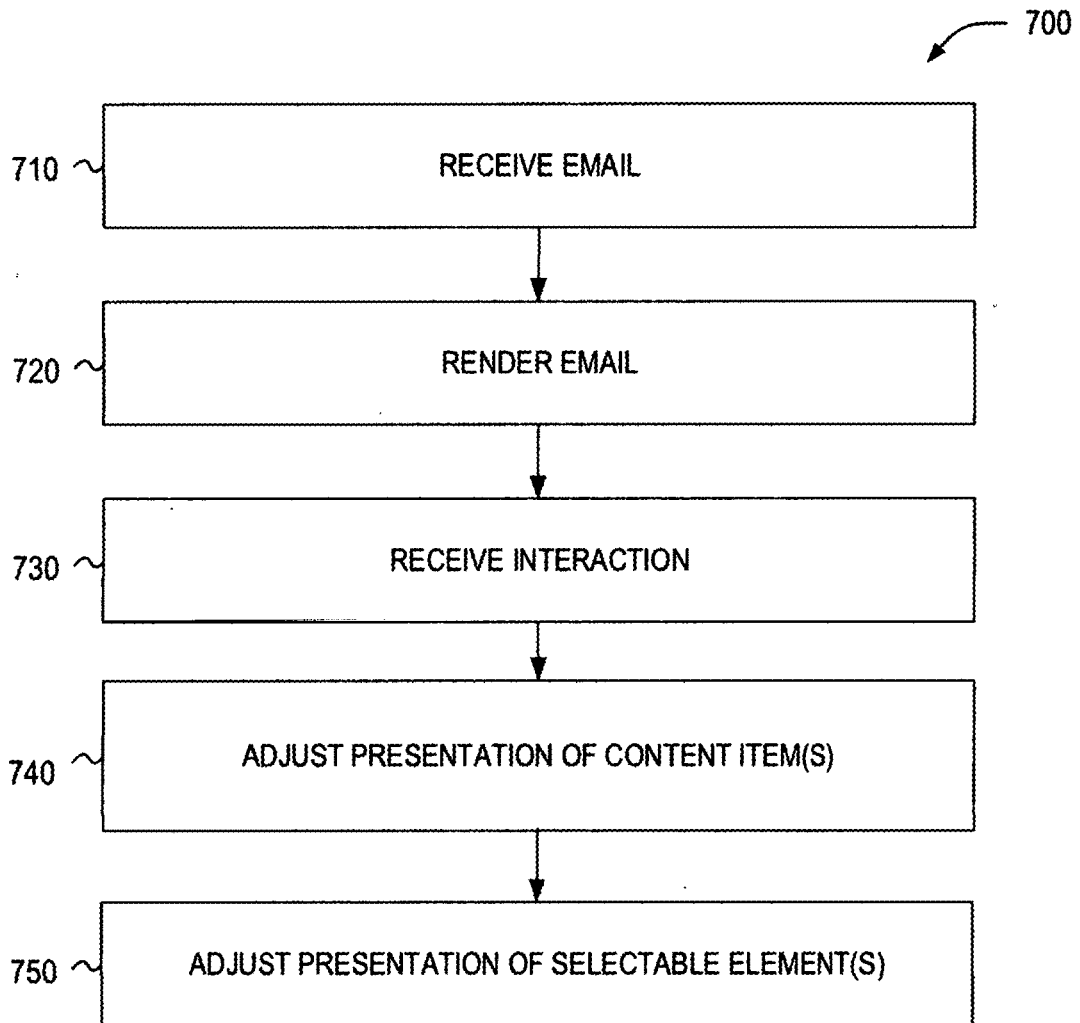 700
710 RECEIVE EMAIL
720 RENDER EMAIL
730 RECEIVE INTERACTION
740 ADJUST PRESENTATION OF CONTENT ITEM(S)
750 ADJUST PRESENTATION OF SELECTABLE ELEMENT(S)